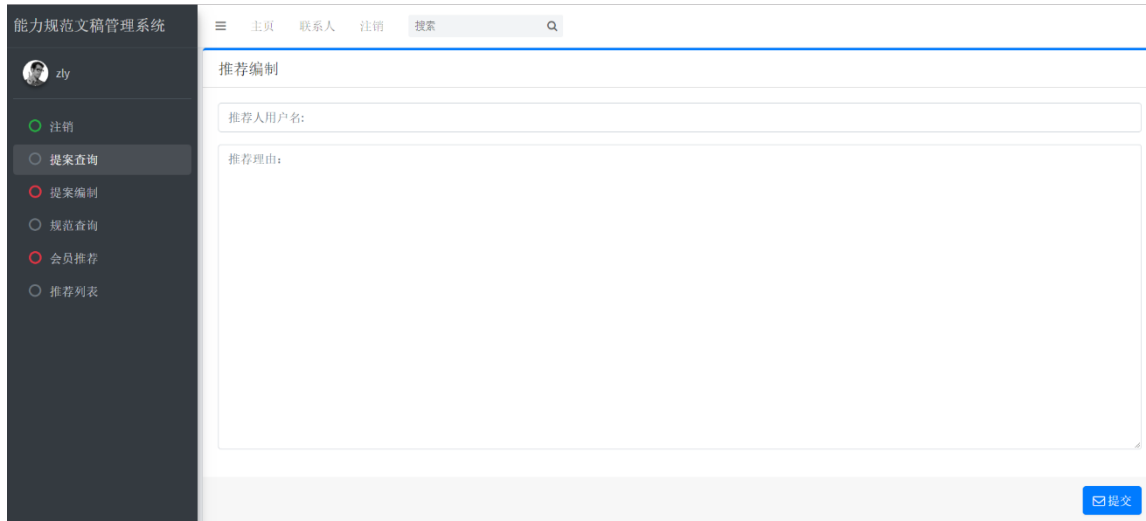 能力规范文稿管理系统
主页 联系人 注销 搜索
zly
推荐编制
推荐人用户名:
推荐理由：
注销
提案查询
提案编制
规范查询
会员推荐
推荐列表
提交